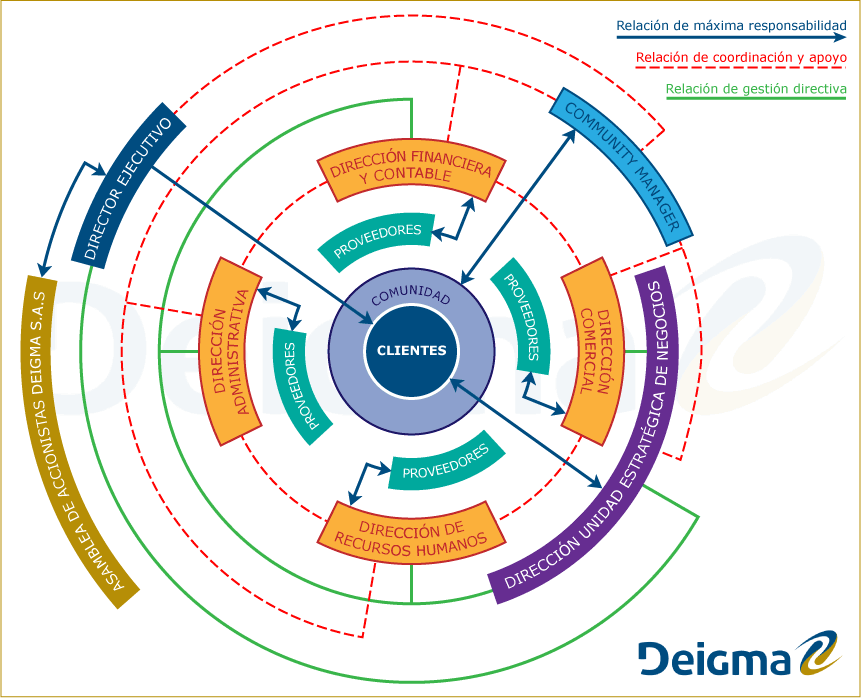 Relación de máxima responsabilidad
Relación de coordinación y apoyo
Relación de gestión directiva
DIRECTOR EJECUTIVO
COMMUNITY MANAGER
DIRECCIÓN FINANCIERA
Y CONTABLE
PROVEEDORES
ASAMBLEA DE ACCIONISTAS DEIGMA S.A.S
DIRECCIÓN
ADMINISTRATIVA
PROVEEDORES
COMUNIDAD
CLIENTES
PROVEEDORES
DIRECCIÓN
COMERCIAL
DIRECCIÓN UNIDAD ESTRATÉGICA DE NEGOCIOS
PROVEEDORES
DIRECCIÓN DE
RECURSOS HUMANOS
Deigma
Deigma